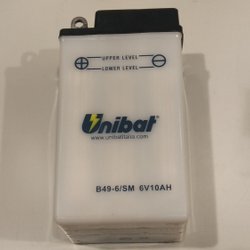 UPPER LEVEL
LOWER LEVEL
Unibat
www.unibatitalia.com
B49-6/SM 6V10AH